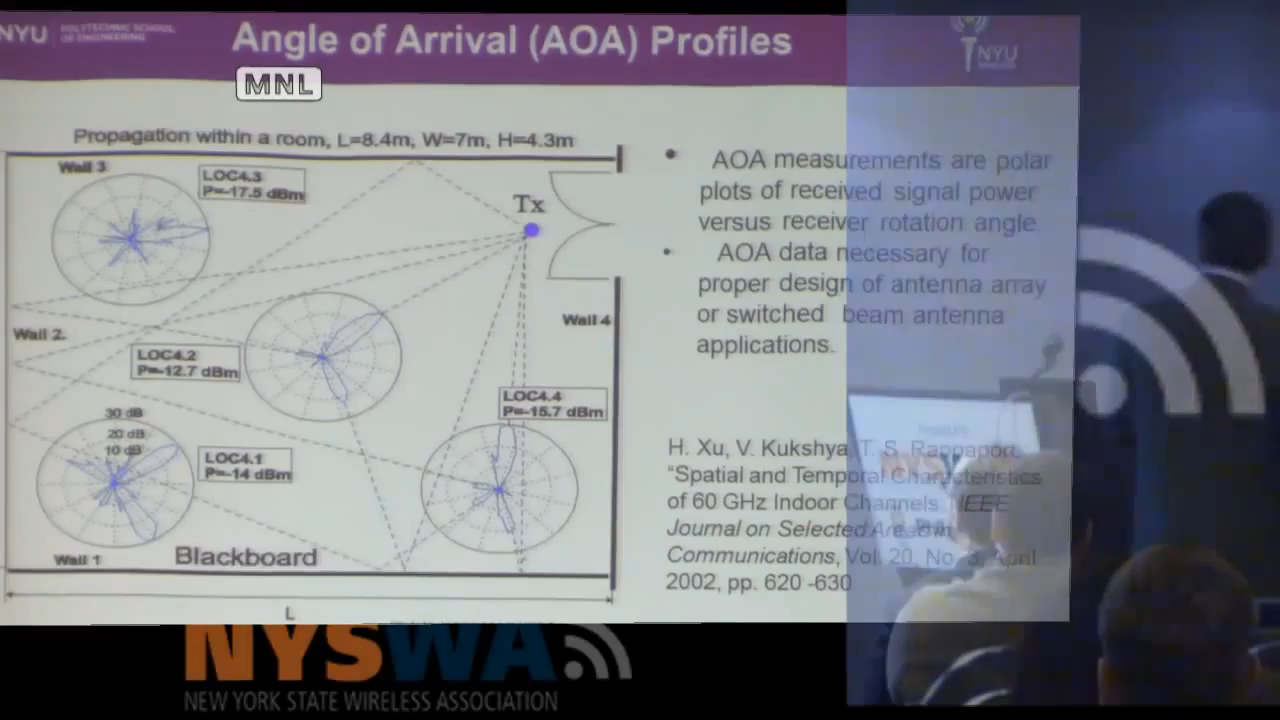 NYU POLYTECHNIC SCHOOL
OF ENGINEERING
Angle of Arrival (AOA) Profiles
NYU
MNL
Propagation within a room, L=8.4m, W=7m, H=4.3m
Wall 3
LOC4.3
P=-17.5 dBm
Tx
Wall 2.
LOC4.2
P=-12.7 dBm
Wall 4
LOC4.4
P=-15.7 dBm
30 dB
20 dB
10 dB
LOC4.1
P=-14 dBm
Wall 1
Blackboard
L
• AOA measurements are polar
plots of received signal power
versus receiver rotation angle.
• AOA data necessary for
proper design of antenna array
or switched beam antenna
applications.
H. Xu, V. Kukshya, T. S. Rappaport,
"Spatial and Temporal Characteristics
of 60 GHz Indoor Channels, IEEE
Journal on Selected Areas in
Communications, Vol. 20, No. 3, April
2002, pp. 620 -630
NYSWA
NEW YORK STATE WIRELESS ASSOCIATION